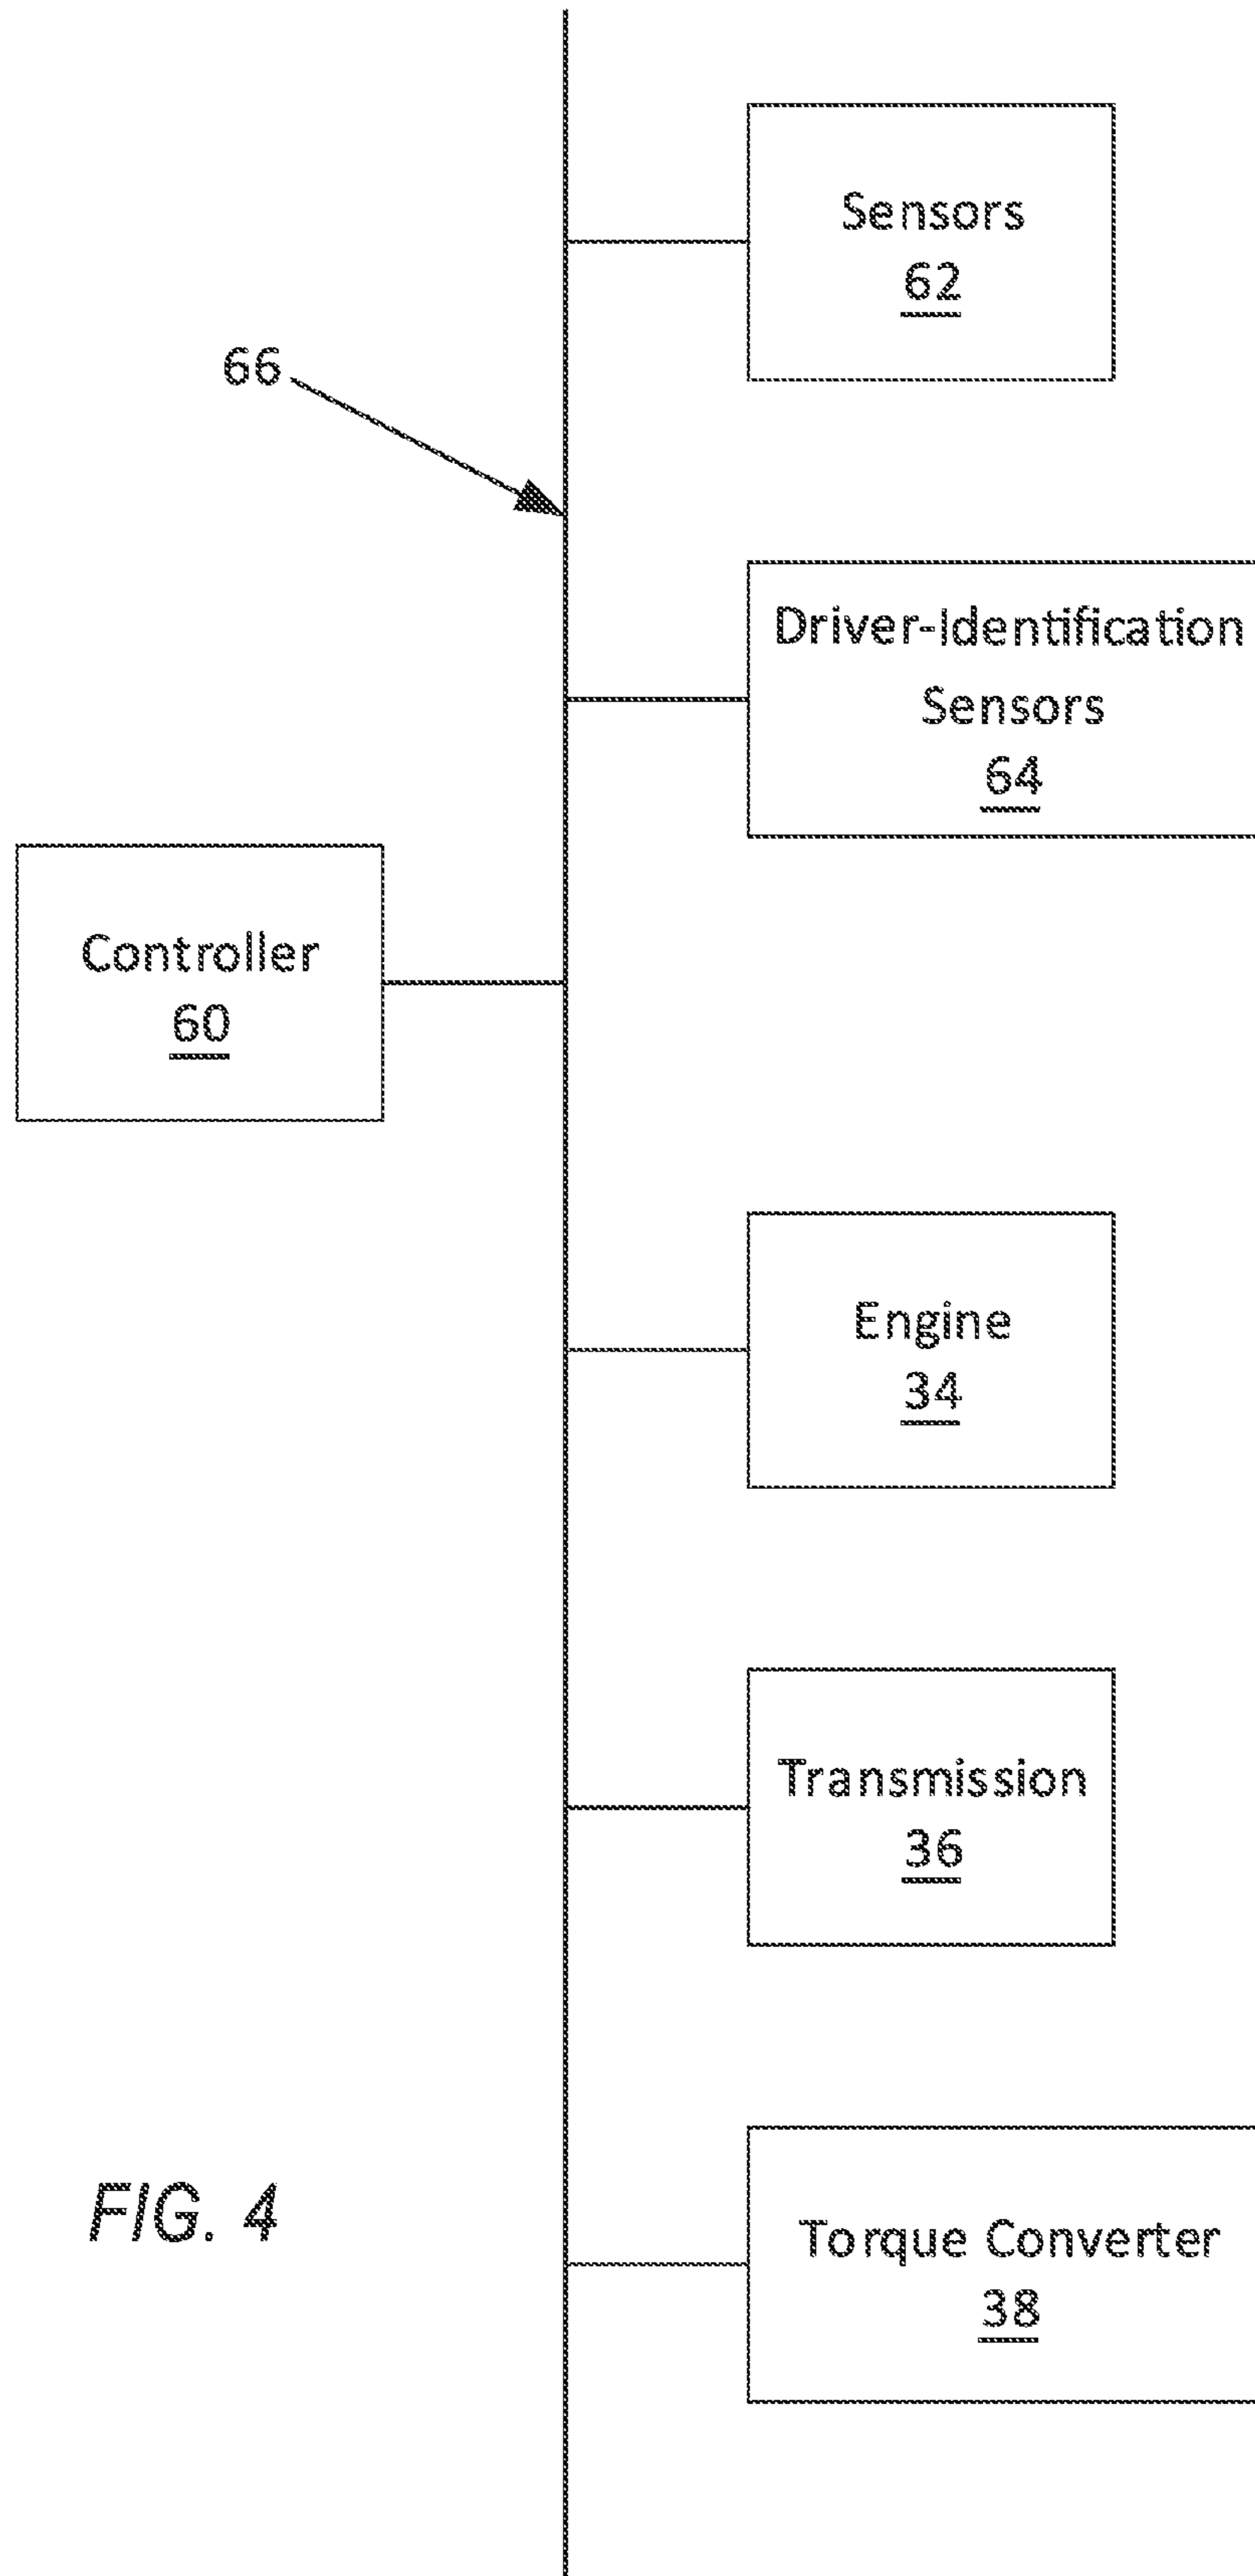 Sensors
62
66
Driver-Identification
Sensors
64
Controller
60
Engine
34
Transmission
36
FIG. 4
Torque Converter
38